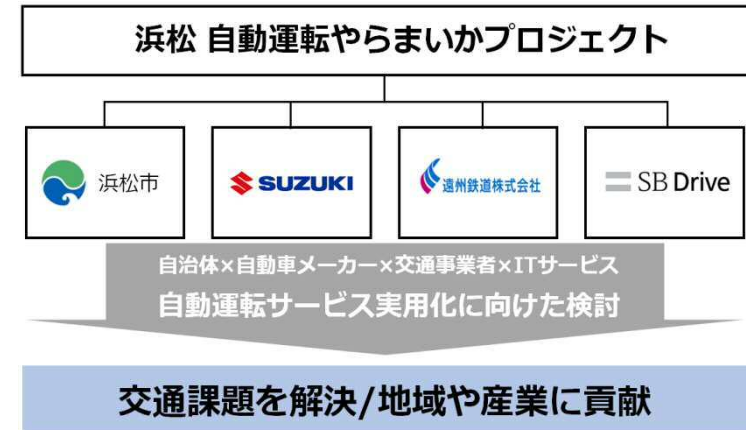 浜松 自動運転やらまいかプロジェクト
浜松市
SUZUKI
遠州鉄道株式会社
SB Drive
自治体×自動車メーカー×交通事業者×ITサービス
自動運転サービス実用化に向けた検討
交通課題を解決/地域や産業に貢献